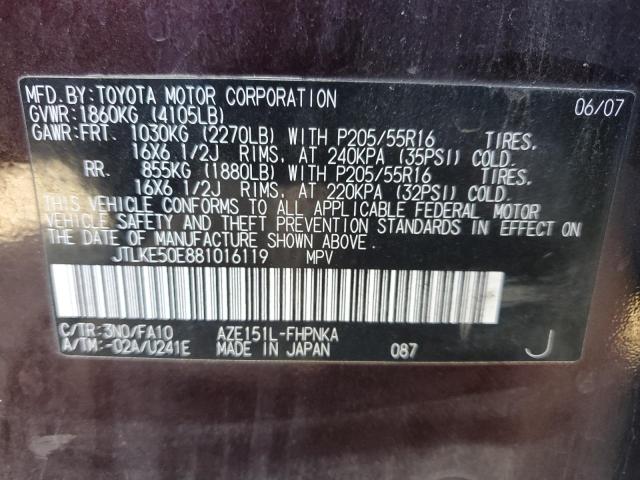 MFD.BY:TOYOTA MOTOR CORPORATION 06/07
GVWR:1860KG (4105LB)
GAWR:FRT. 1030KG (2270LB) WITH P205/55R16 TIRES,
16X6 1/2J RIMS, AT 240KPA (35PSI) COLD.
RR. 855KG (1880LB) WITH P205/55R16 TIRES,
16X6 1/2J RIMS, AT 220KPA (32PSI) COLD.
THIS VEHICLE CONFORMS TO ALL APPLICABLE FEDERAL MOTOR
VEHICLE SAFETY AND THEFT PREVENTION STANDARDS IN EFFECT ON
THE DATE OF MANUFACTURE SHOWN ABOVE.
JTLKE50E881016119 MPV
C/TR:3N0/FA10 AZE151L-FHPNKA
A/TM:-02A/U241E MADE IN JAPAN 087 J